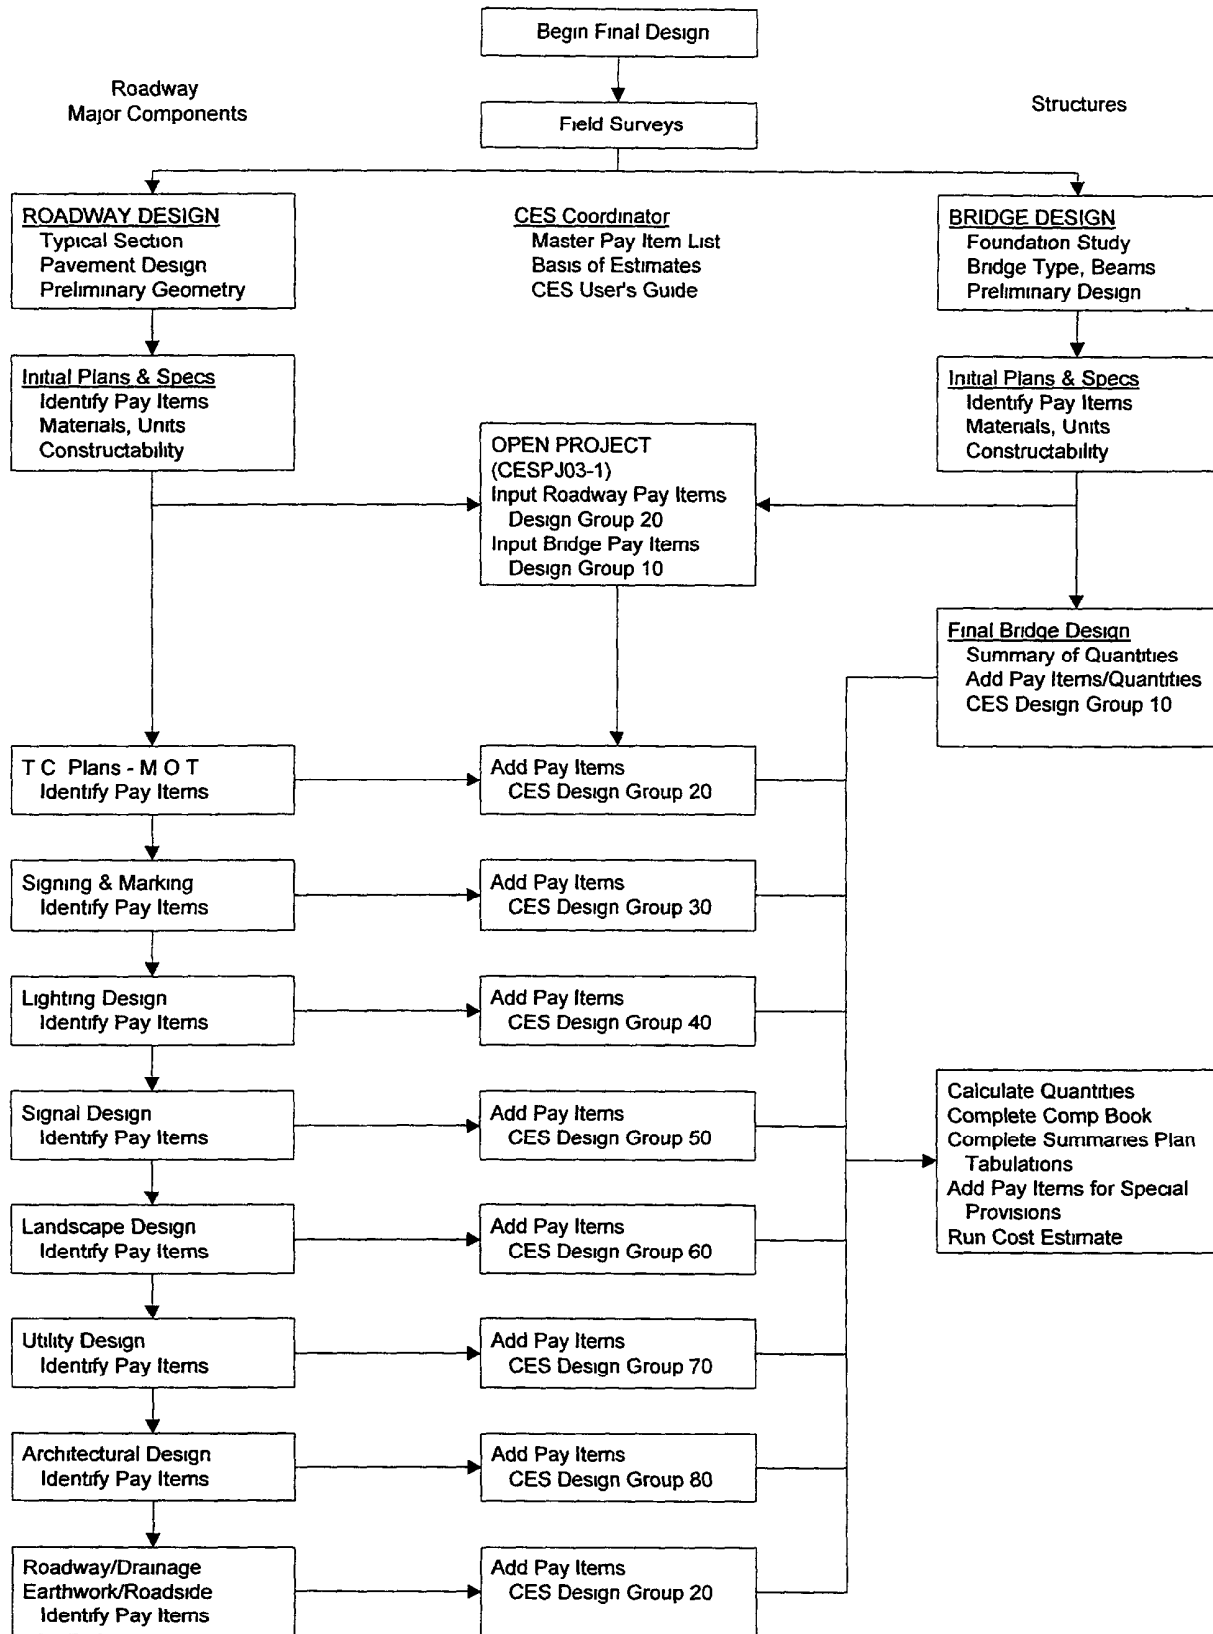 Begin Final Design
Roadway
Major Components
Field Surveys
Structures
ROADWAY DESIGN
Typical Section
Pavement Design
Preliminary Geometry
CES Coordinator
Master Pay Item List
Basis of Estimates
CES User's Guide
BRIDGE DESIGN
Foundation Study
Bridge Type, Beams
Preliminary Design
Initial Plans & Specs
Identify Pay Items
Materials, Units
Constructability
OPEN PROJECT
(CESPJ03-1)
Input Roadway Pay Items
Design Group 20
Input Bridge Pay Items
Design Group 10
Initial Plans & Specs
Identify Pay Items
Materials, Units
Constructability
Final Bridge Design
Summary of Quantities
Add Pay Items/Quantities
CES Design Group 10
T C Plans - M O T
Identify Pay Items
Add Pay Items
CES Design Group 20
Signing & Marking
Identify Pay Items
Add Pay Items
CES Design Group 30
Lighting Design
Identify Pay Items
Add Pay Items
CES Design Group 40
Signal Design
Identify Pay Items
Add Pay Items
CES Design Group 50
Calculate Quantities
Complete Comp Book
Complete Summaries Plan
Tabulations
Add Pay Items for Special
Provisions
Run Cost Estimate
Landscape Design
Identify Pay Items
Add Pay Items
CES Design Group 60
Utility Design
Identify Pay Items
Add Pay Items
CES Design Group 70
Architectural Design
Identify Pay Items
Add Pay Items
CES Design Group 80
Roadway/Drainage
Earthwork/Roadside
Identify Pay Items
Add Pay Items
CES Design Group 20